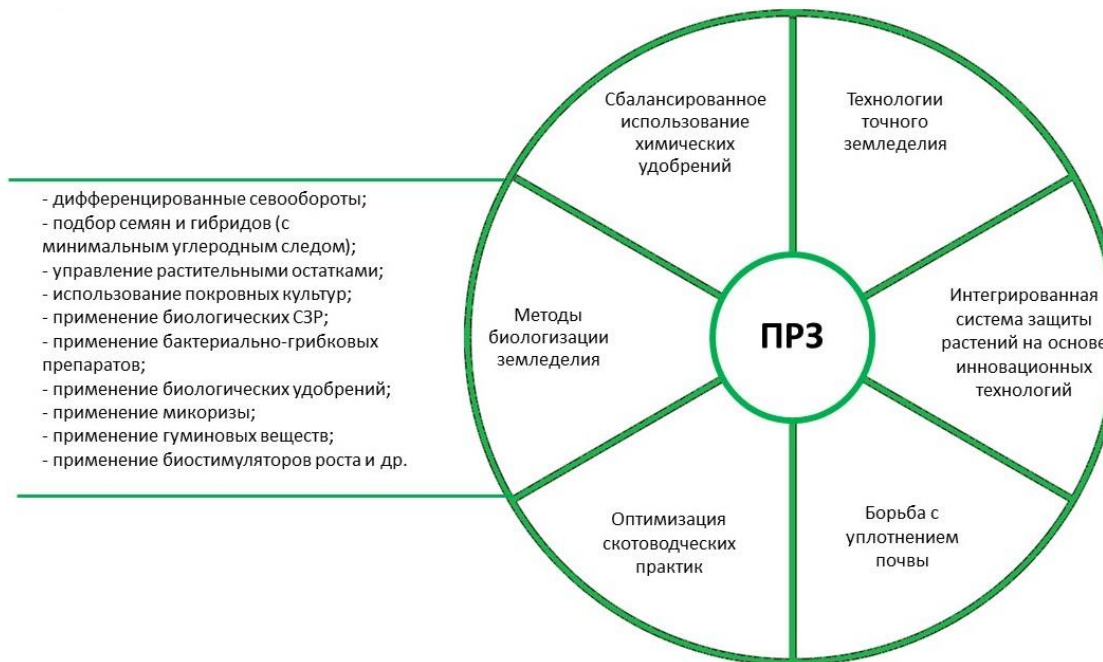 Сбалансированное
использование
химических
удобрений
Технологии
точного
земледелия
- дифференцированные севообороты;
- подбор семян и гибридов (с
минимальным углеродным следом);
- управление растительными остатками;
- использование покровных культур;
- применение биологических СЗР;
- применение бактериально-грибковых
препаратов;
- применение биологических удобрений;
- применение микоризы;
- применение гуминовых веществ;
- применение биостимуляторов роста и др.
Методы
биологизации
земледелия
ПРЗ
Интегрированная
система защиты
растений на основе
инновационных
технологий
Оптимизация
скотоводческих
практик
Борьба с
уплотнением
почвы